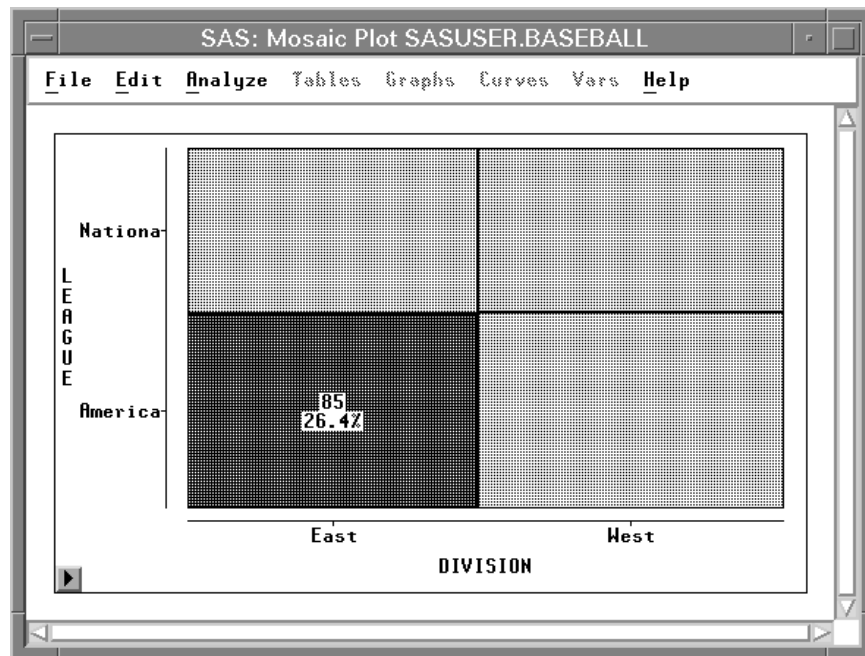 SAS: Mosaic Plot SASUSER.BASEBALL
File Edit Analyze Tables Graphs Curves Vars Help
Nationa
LEAGUE
America
85
26.4%
East West
DIVISION